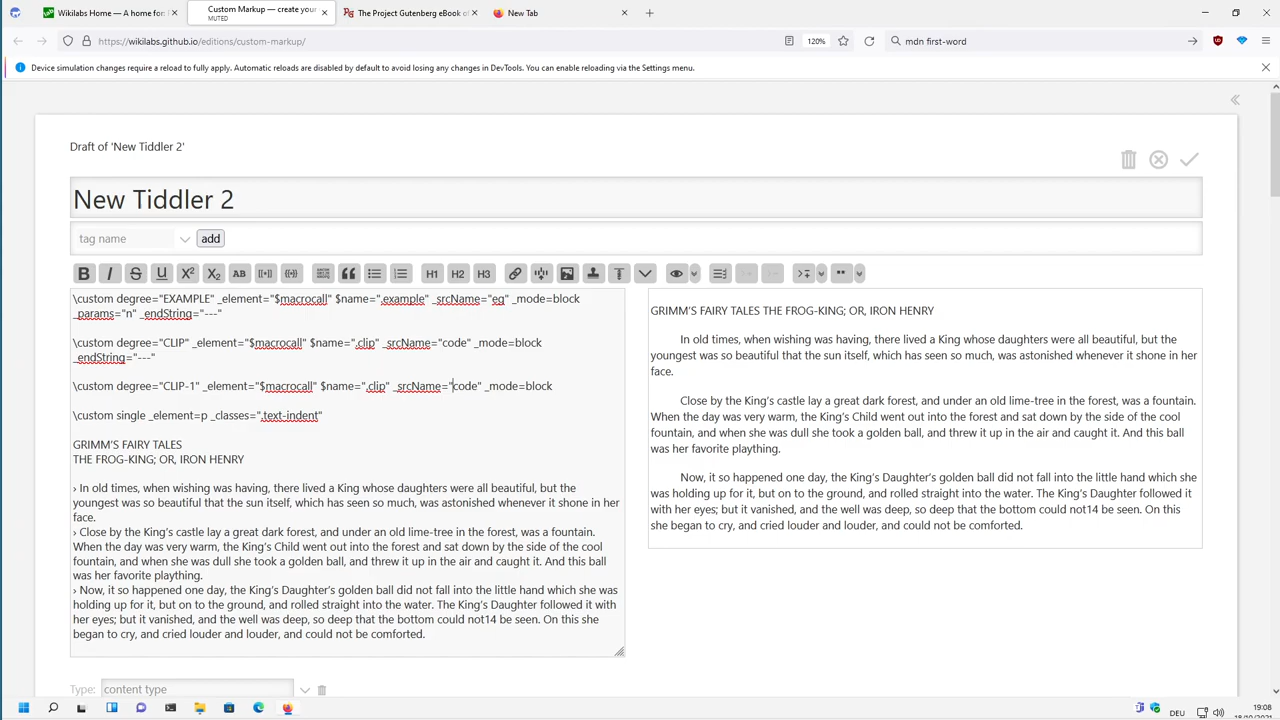 Wikilabs Home — A home for
Custom Markup — create your
MUTED
The Project Gutenberg eBook of
New Tab
https://wikilabs.github.io/editions/custom-markup/
120%
mdn first-word
Device simulation changes require a reload to fully apply. Automatic reloads are disabled by default to avoid losing any changes in DevTools. You can enable reloading via the Settings menu.
Draft of 'New Tiddler 2'
New Tiddler 2
tag name
add
B I S U X² X₂ AB H1 H2 H3
\custom degree="EXAMPLE" _element="$macrocall" $name=".example" _srcName="eg" _mode=block
_params="n" _endString="---"
\custom degree="CLIP" _element="$macrocall" $name=".clip" _srcName="code" _mode=block
_endString="---"
\custom degree="CLIP-1" _element="$macrocall" $name=".clip" _srcName="code" _mode=block
\custom single _element=p _classes=".text-indent"
GRIMM'S FAIRY TALES
THE FROG-KING; OR, IRON HENRY
› In old times, when wishing was having, there lived a King whose daughters were all beautiful, but the
youngest was so beautiful that the sun itself, which has seen so much, was astonished whenever it shone in her
face.
› Close by the King's castle lay a great dark forest, and under an old lime-tree in the forest, was a fountain.
When the day was very warm, the King's Child went out into the forest and sat down by the side of the cool
fountain, and when she was dull she took a golden ball, and threw it up in the air and caught it. And this ball
was her favorite plaything.
› Now, it so happened one day, the King's Daughter's golden ball did not fall into the little hand which she was
holding up for it, but on to the ground, and rolled straight into the water. The King's Daughter followed it with
her eyes; but it vanished, and the well was deep, so deep that the bottom could not14 be seen. On this she
began to cry, and cried louder and louder, and could not be comforted.
GRIMM'S FAIRY TALES THE FROG-KING; OR, IRON HENRY
In old times, when wishing was having, there lived a King whose daughters were all beautiful, but the
youngest was so beautiful that the sun itself, which has seen so much, was astonished whenever it shone in her
face.
Close by the King's castle lay a great dark forest, and under an old lime-tree in the forest, was a fountain.
When the day was very warm, the King's Child went out into the forest and sat down by the side of the cool
fountain, and when she was dull she took a golden ball, and threw it up in the air and caught it. And this ball
was her favorite plaything.
Now, it so happened one day, the King's Daughter's golden ball did not fall into the little hand which she
was holding up for it, but on to the ground, and rolled straight into the water. The King's Daughter followed it
with her eyes; but it vanished, and the well was deep, so deep that the bottom could not14 be seen. On this
she began to cry, and cried louder and louder, and could not be comforted.
Type:
content type
DEU
19:08
18/10/2021